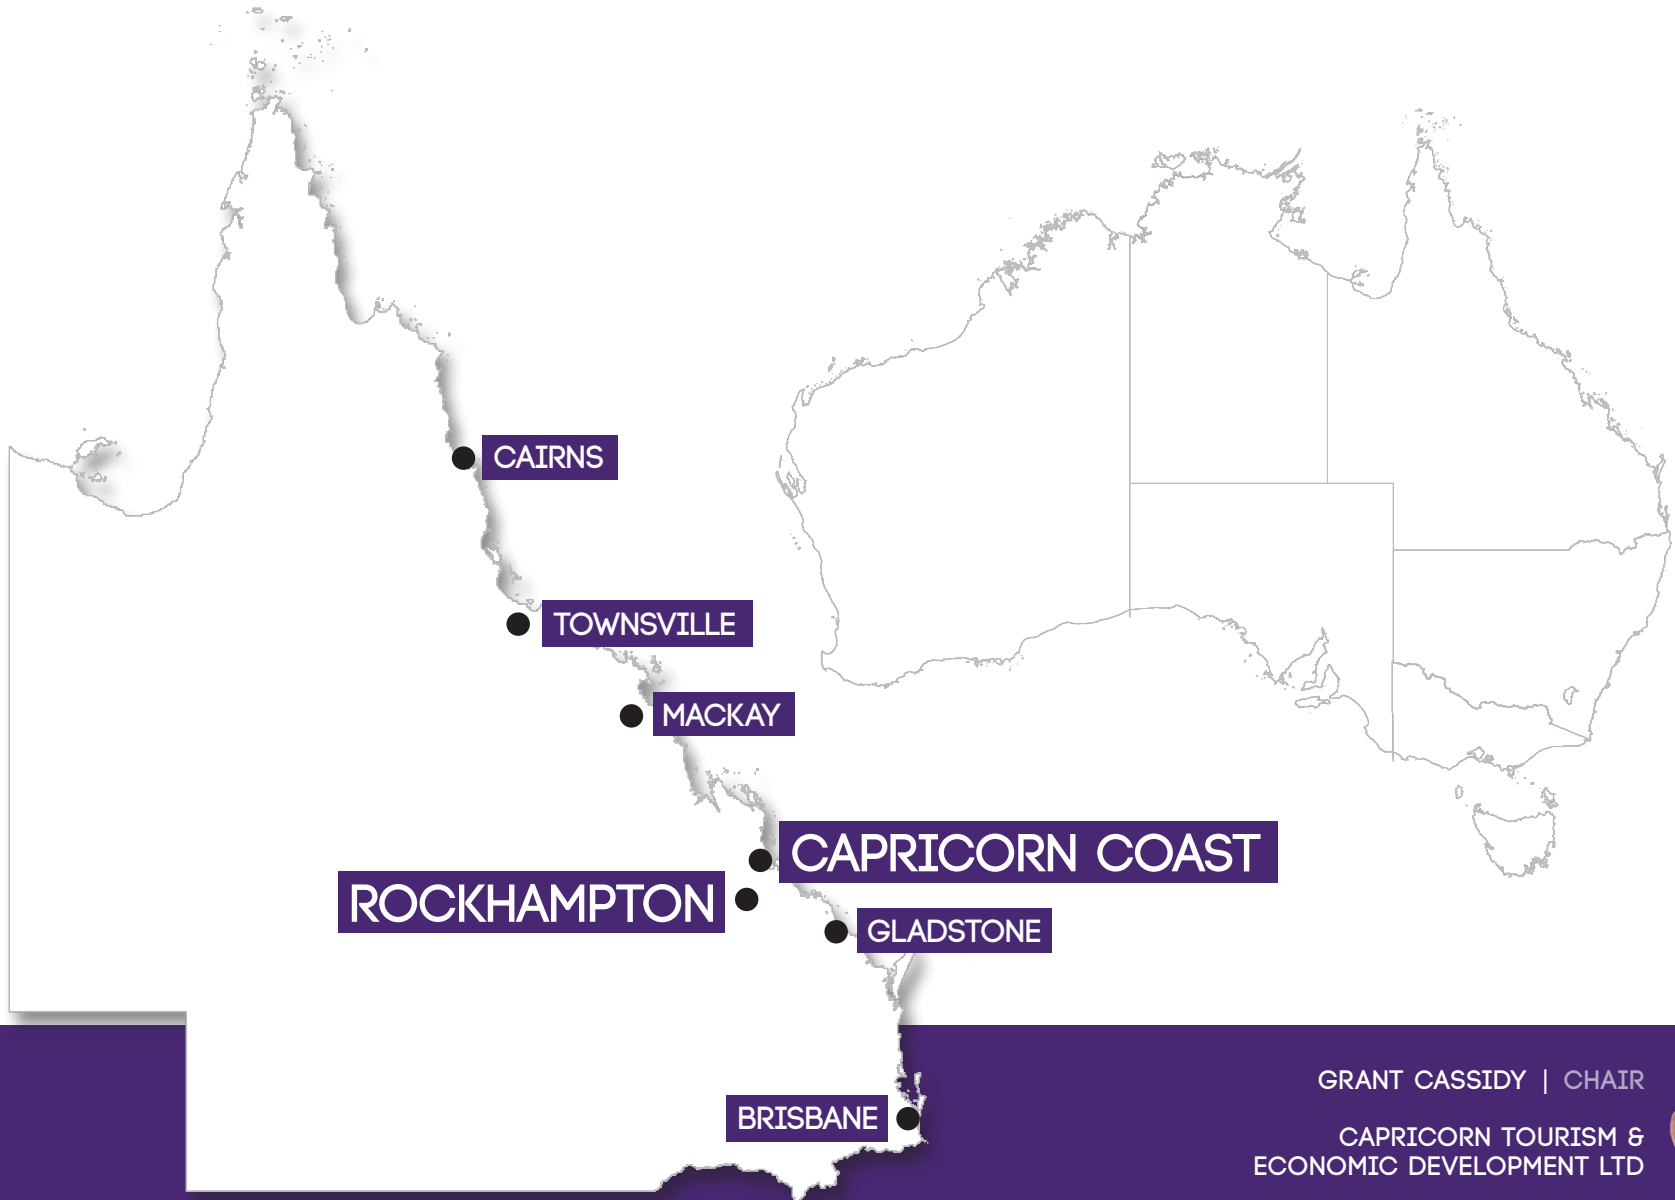 CAIRNS
TOWNSVILLE
MACKAY
CAPRICORN COAST
ROCKHAMPTON
GLADSTONE
BRISBANE
GRANT CASSIDY | CHAIR
CAPRICORN TOURISM &
ECONOMIC DEVELOPMENT LTD